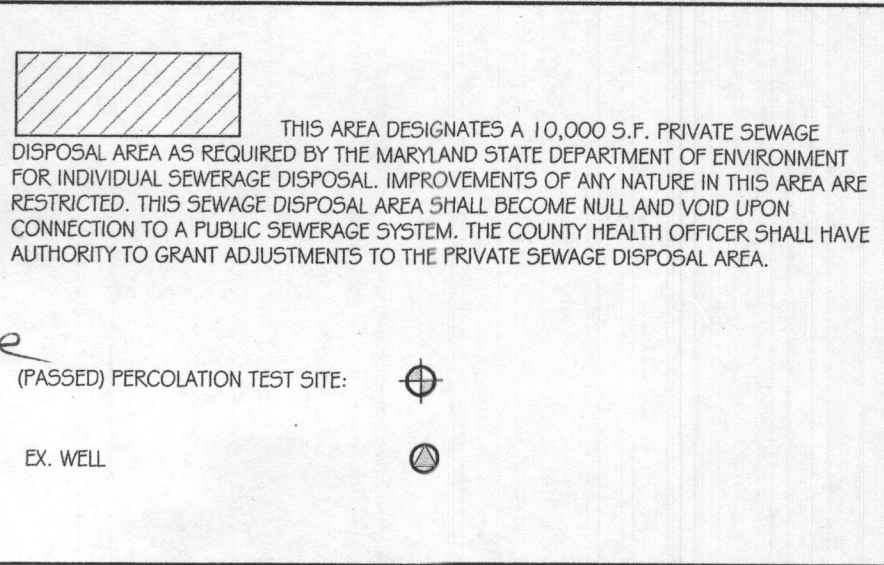 THIS AREA DESIGNATES A 10,000 S.F. PRIVATE SEWAGE
DISPOSAL AREA AS REQUIRED BY THE MARYLAND STATE DEPARTMENT OF ENVIRONMENT
FOR INDIVIDUAL SEWERAGE DISPOSAL. IMPROVEMENTS OF ANY NATURE IN THIS AREA ARE
RESTRICTED. THIS SEWAGE DISPOSAL AREA SHALL BECOME NULL AND VOID UPON
CONNECTION TO A PUBLIC SEWERAGE SYSTEM. THE COUNTY HEALTH OFFICER SHALL HAVE
AUTHORITY TO GRANT ADJUSTMENTS TO THE PRIVATE SEWAGE DISPOSAL AREA.
(PASSED) PERCOLATION TEST SITE:
EX. WELL